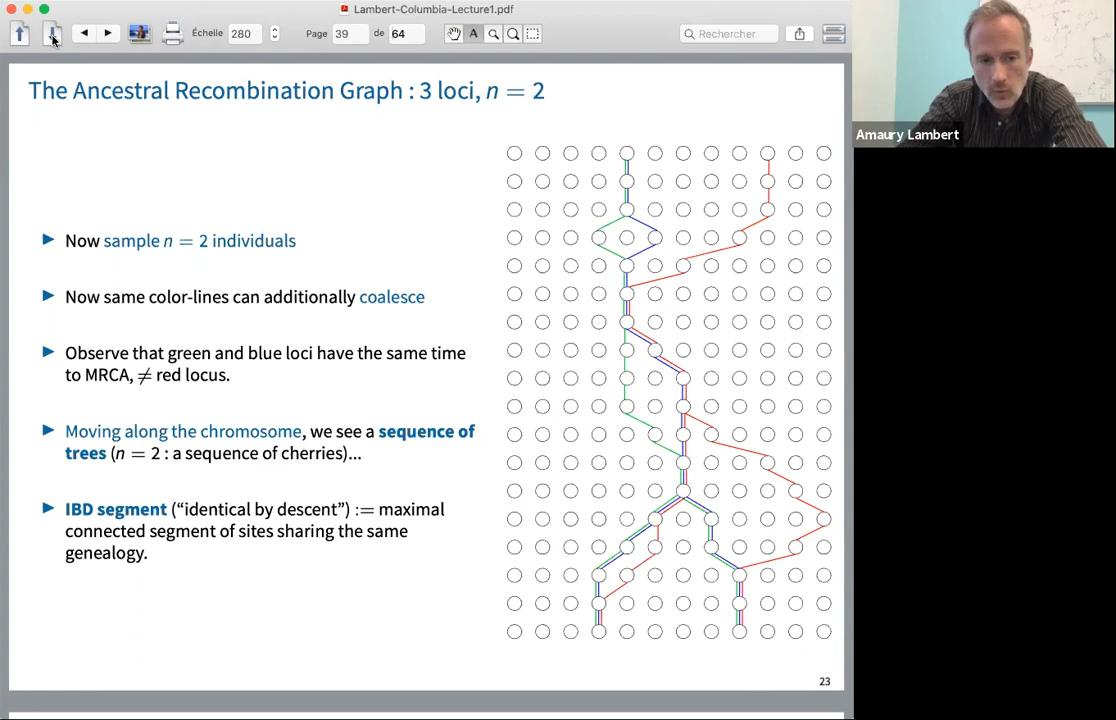 Lambert-Columbia-Lecture1.pdf
Échelle 280 Page 39 de 64 A Rechercher
The Ancestral Recombination Graph : 3 loci, n = 2
Amaury Lambert
Now sample n = 2 individuals
Now same color-lines can additionally coalesce
Observe that green and blue loci have the same time
to MRCA, ≠ red locus.
Moving along the chromosome, we see a sequence of
trees (n = 2 : a sequence of cherries)...
IBD segment (“identical by descent”) := maximal
connected segment of sites sharing the same
genealogy.
23